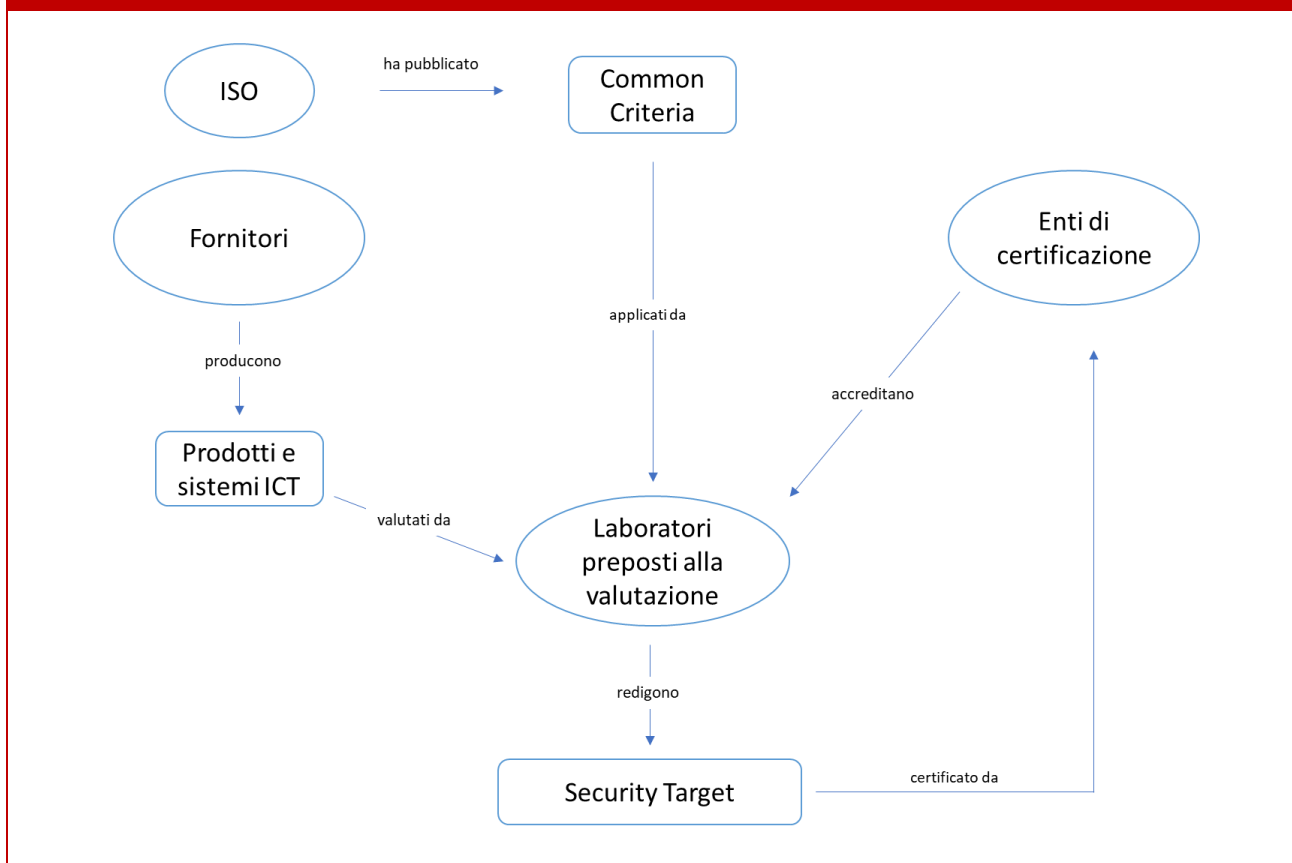 ISO
ha pubblicato
Common
Criteria
Fornitori
Enti di
certificazione
applicati da
producono
accreditano
Prodotti e
sistemi ICT
valutati da
Laboratori
preposti alla
valutazione
redigono
Security Target
certificato da